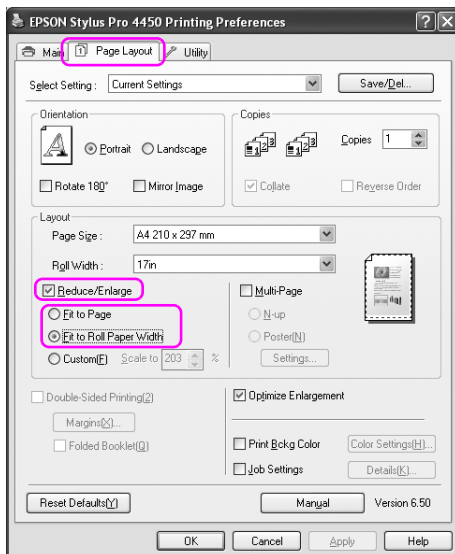 EPSON Stylus Pro 4450 Printing Preferences
Main Page Layout Utility
Select Setting : Current Settings Save/Del...
Orientation
Portrait Landscape
Rotate 180° Mirror Image
Copies
Copies 1
Collate Reverse Order
Layout
Page Size : A4 210 x 297 mm
Roll Width : 17in
Reduce/Enlarge
Fit to Page
Fit to Roll Paper Width
Custom(F) Scale to 203 %
Multi-Page
N-up
Poster(N)
Settings...
Double-Sided Printing(2)
Margins(X)...
Folded Booklet(Q)
Optimize Enlargement
Print Bckg Color Color Settings(H)...
Job Settings Details(K)...
Reset Defaults(Y) Manual Version 6.50
OK Cancel Apply Help